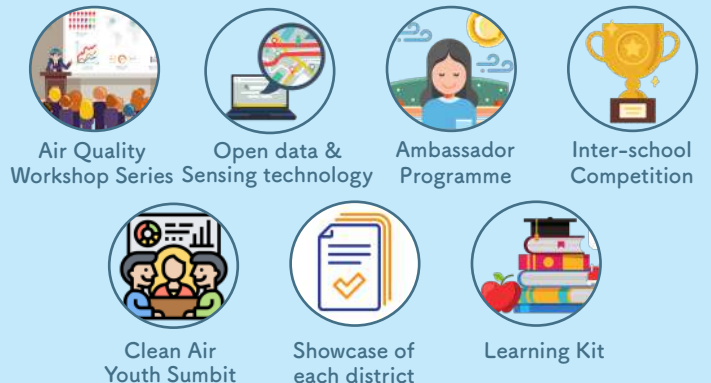 Air Quality
Workshop Series
Open data &
Sensing technology
Ambassador
Programme
Inter-school
Competition
Clean Air
Youth Sumbit
Showcase of
each district
Learning Kit